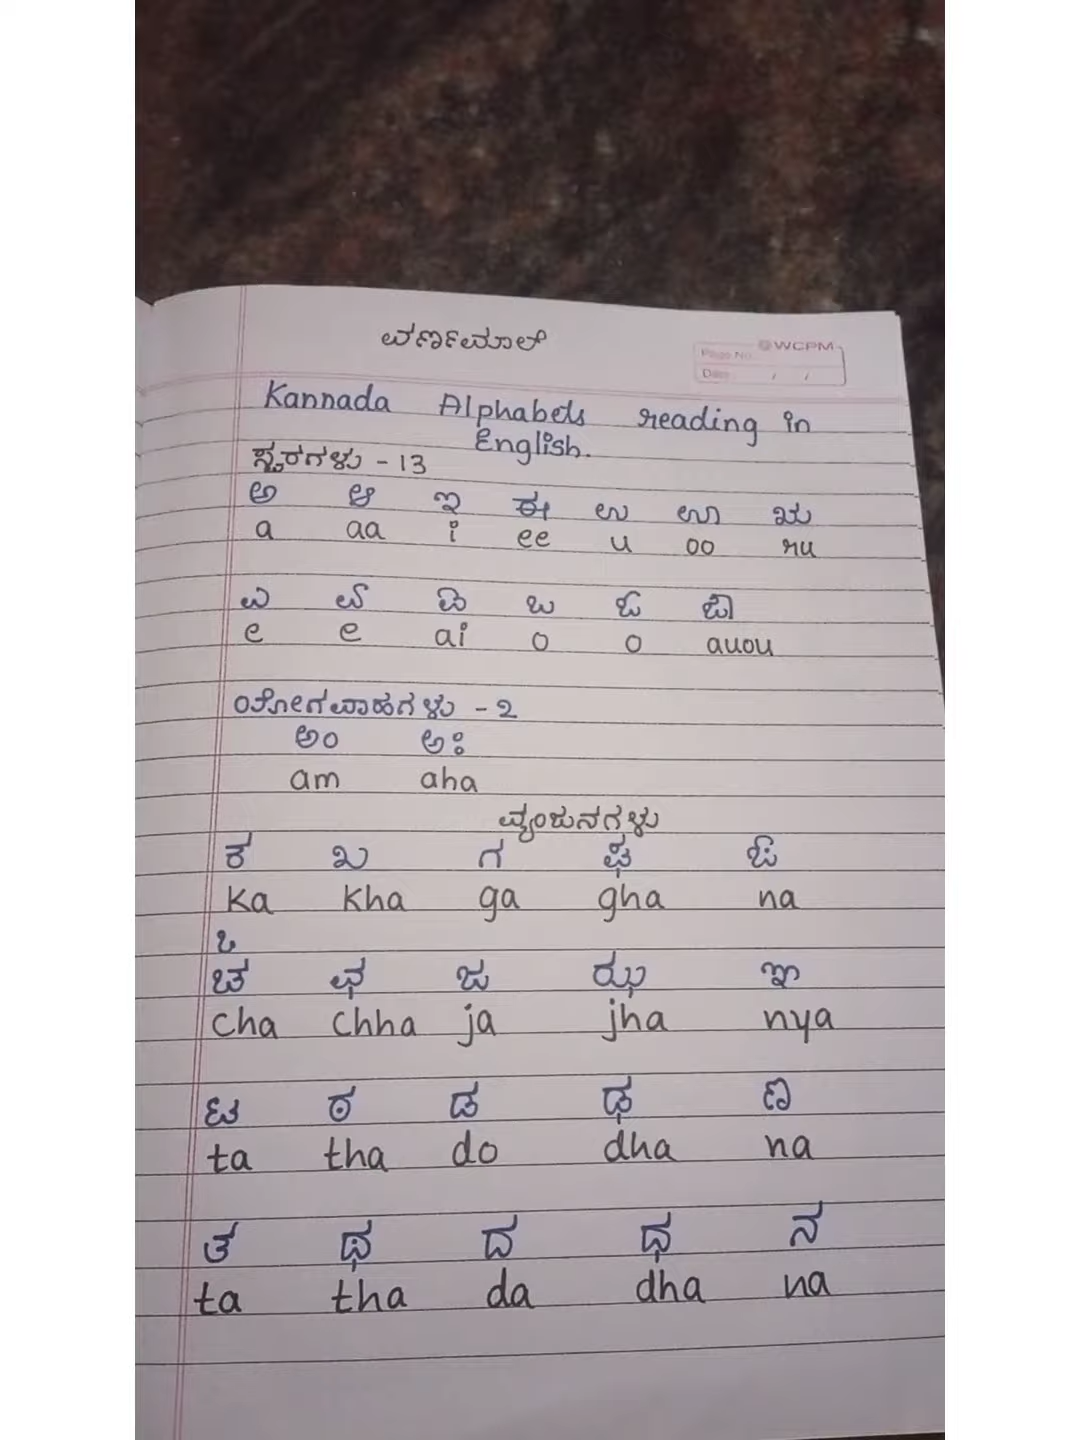 ವರ್ಣಮಾಲೆ
WCPM
Page No.
Date / /
Kannada Alphabets reading in
English.
ಸ್ವರಗಳು - 13
ಅ ಆ ಇ ಈ ಉ ಊ ಋ
a aa i ee u oo ru
ಎ ಏ ಐ ಒ ಓ ಔ
e e ai o o auou
ಯೋಗವಾಹಗಳು - ೨
ಅಂ ಅಃ
am aha
ವ್ಯಂಜನಗಳು
ಕ ಖ ಗ ಘ ಙ
Ka kha ga gha na
ಚ ಛ ಜ ಝ ಞ
cha chha ja jha nya
ಟ ಠ ಡ ಢ ಣ
ta tha do dha na
ತ ಥ ದ ಧ ನ
ta tha da dha na